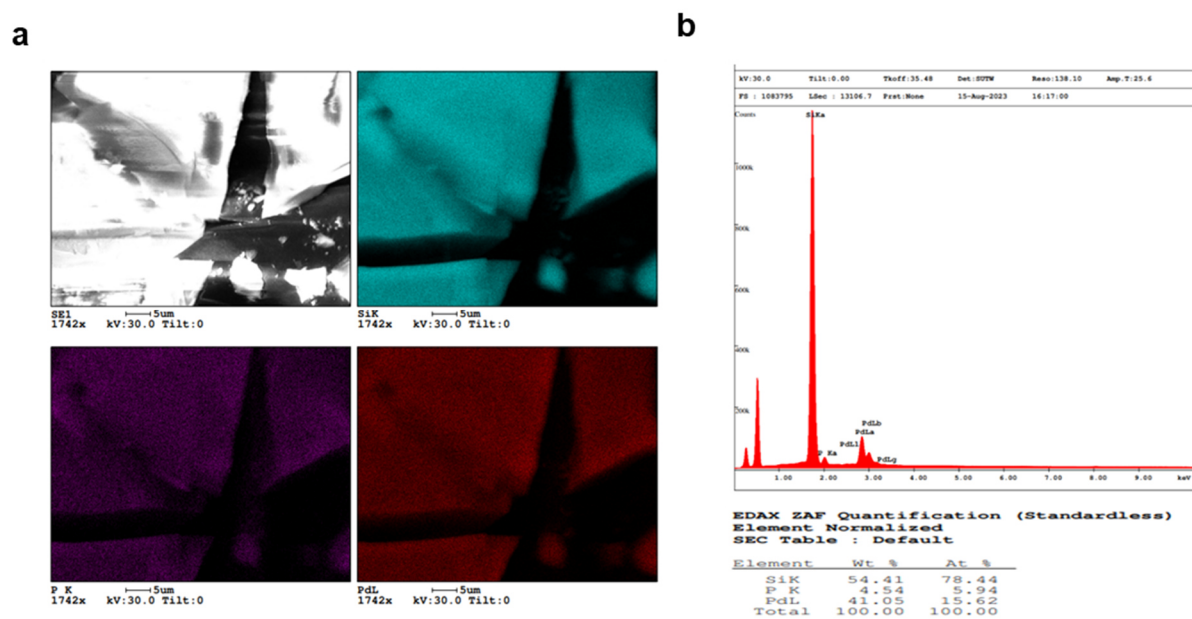 a
b
SE1 5um
1742x kV:30.0 Tilt:0
SiK 5um
1742x kV:30.0 Tilt:0
P K 5um
1742x kV:30.0 Tilt:0
PdL 5um
1742x kV:30.0 Tilt:0
kV:30.0 Tilt:0.00 Tkoff:35.48 Det:SUTW Reso:138.10 Amp.T:25.6
FS : 1083795 LSec : 13106.7 Prst:None 15-Aug-2023 16:17:00
Counts
SiKa
1000k
800k
600k
400k
200k
PdLb
PdLa
PdLl
P Ka
PdLg
1.00 2.00 3.00 4.00 5.00 6.00 7.00 8.00 9.00 keV
EDAX ZAF Quantification (Standardless)
Element Normalized
SEC Table : Default
Element Wt % At %
SiK 54.41 78.44
P K 4.54 5.94
PdL 41.05 15.62
Total 100.00 100.00